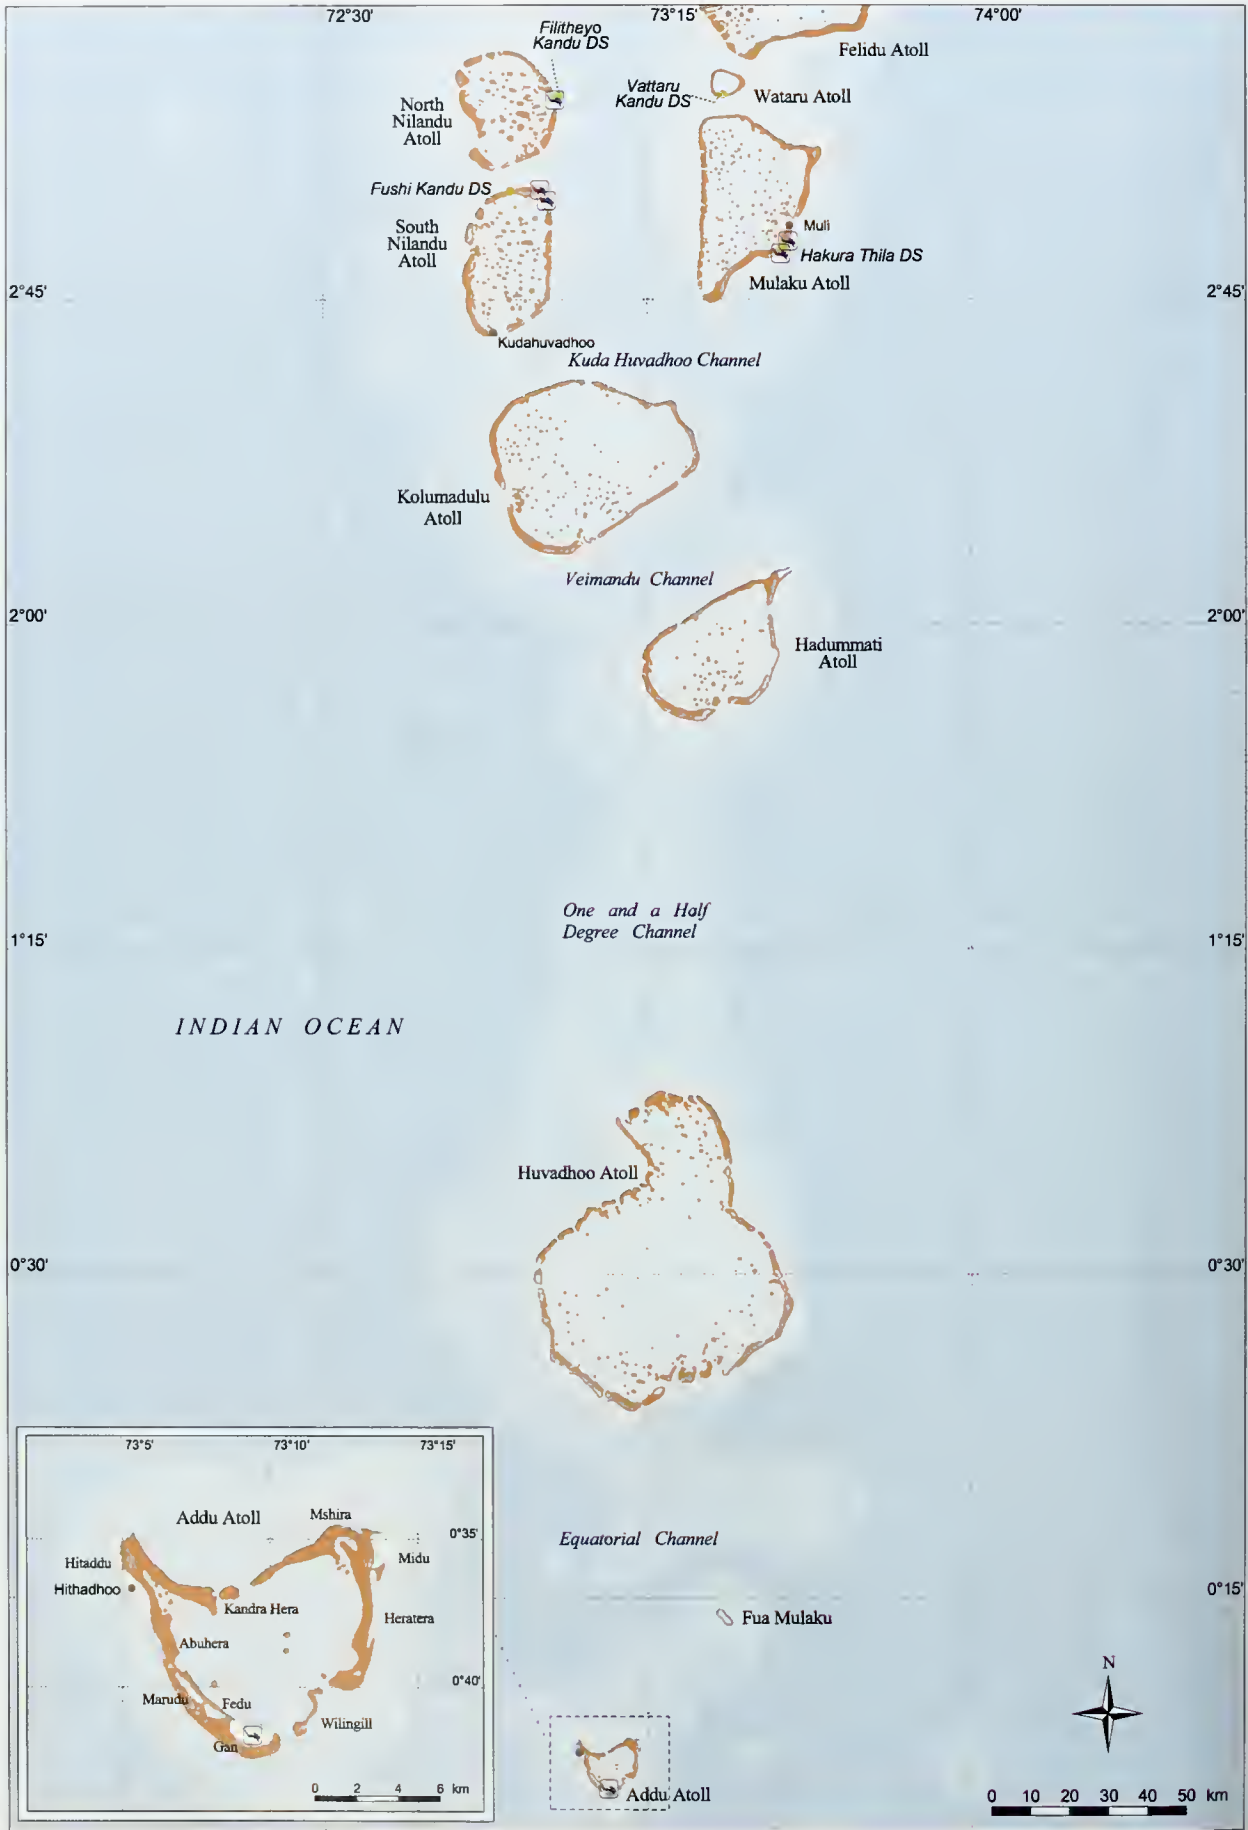 72°30'
73°15'
74°00'
Filitheyo
Kandu DS
Felidu Atoll
Vattaru
Kandu DS
Wataru Atoll
North
Nilandu
Atoll
Fushi Kandu DS
South
Nilandu
Atoll
Muli
Hakura Thila DS
Mulaku Atoll
2°45'
2°45'
Kudahuvadhoo
Kuda Huvadhoo Channel
Kolumadulu
Atoll
Veimandu Channel
2°00'
2°00'
Hadummati
Atoll
One and a Half
Degree Channel
1°15'
1°15'
INDIAN OCEAN
Huvadhoo Atoll
0°30'
0°30'
73°5'
73°10'
73°15'
Addu Atoll
Mshira
0°35'
Hitaddu
Midu
Hithadhoo
Kandra Hera
Heratera
Abuhera
0°40'
Marudu
Fedu
Wilingill
Gan
0 2 4 6 km
Equatorial Channel
0°15'
Fua Mulaku
N
Addu Atoll
0 10 20 30 40 50 km